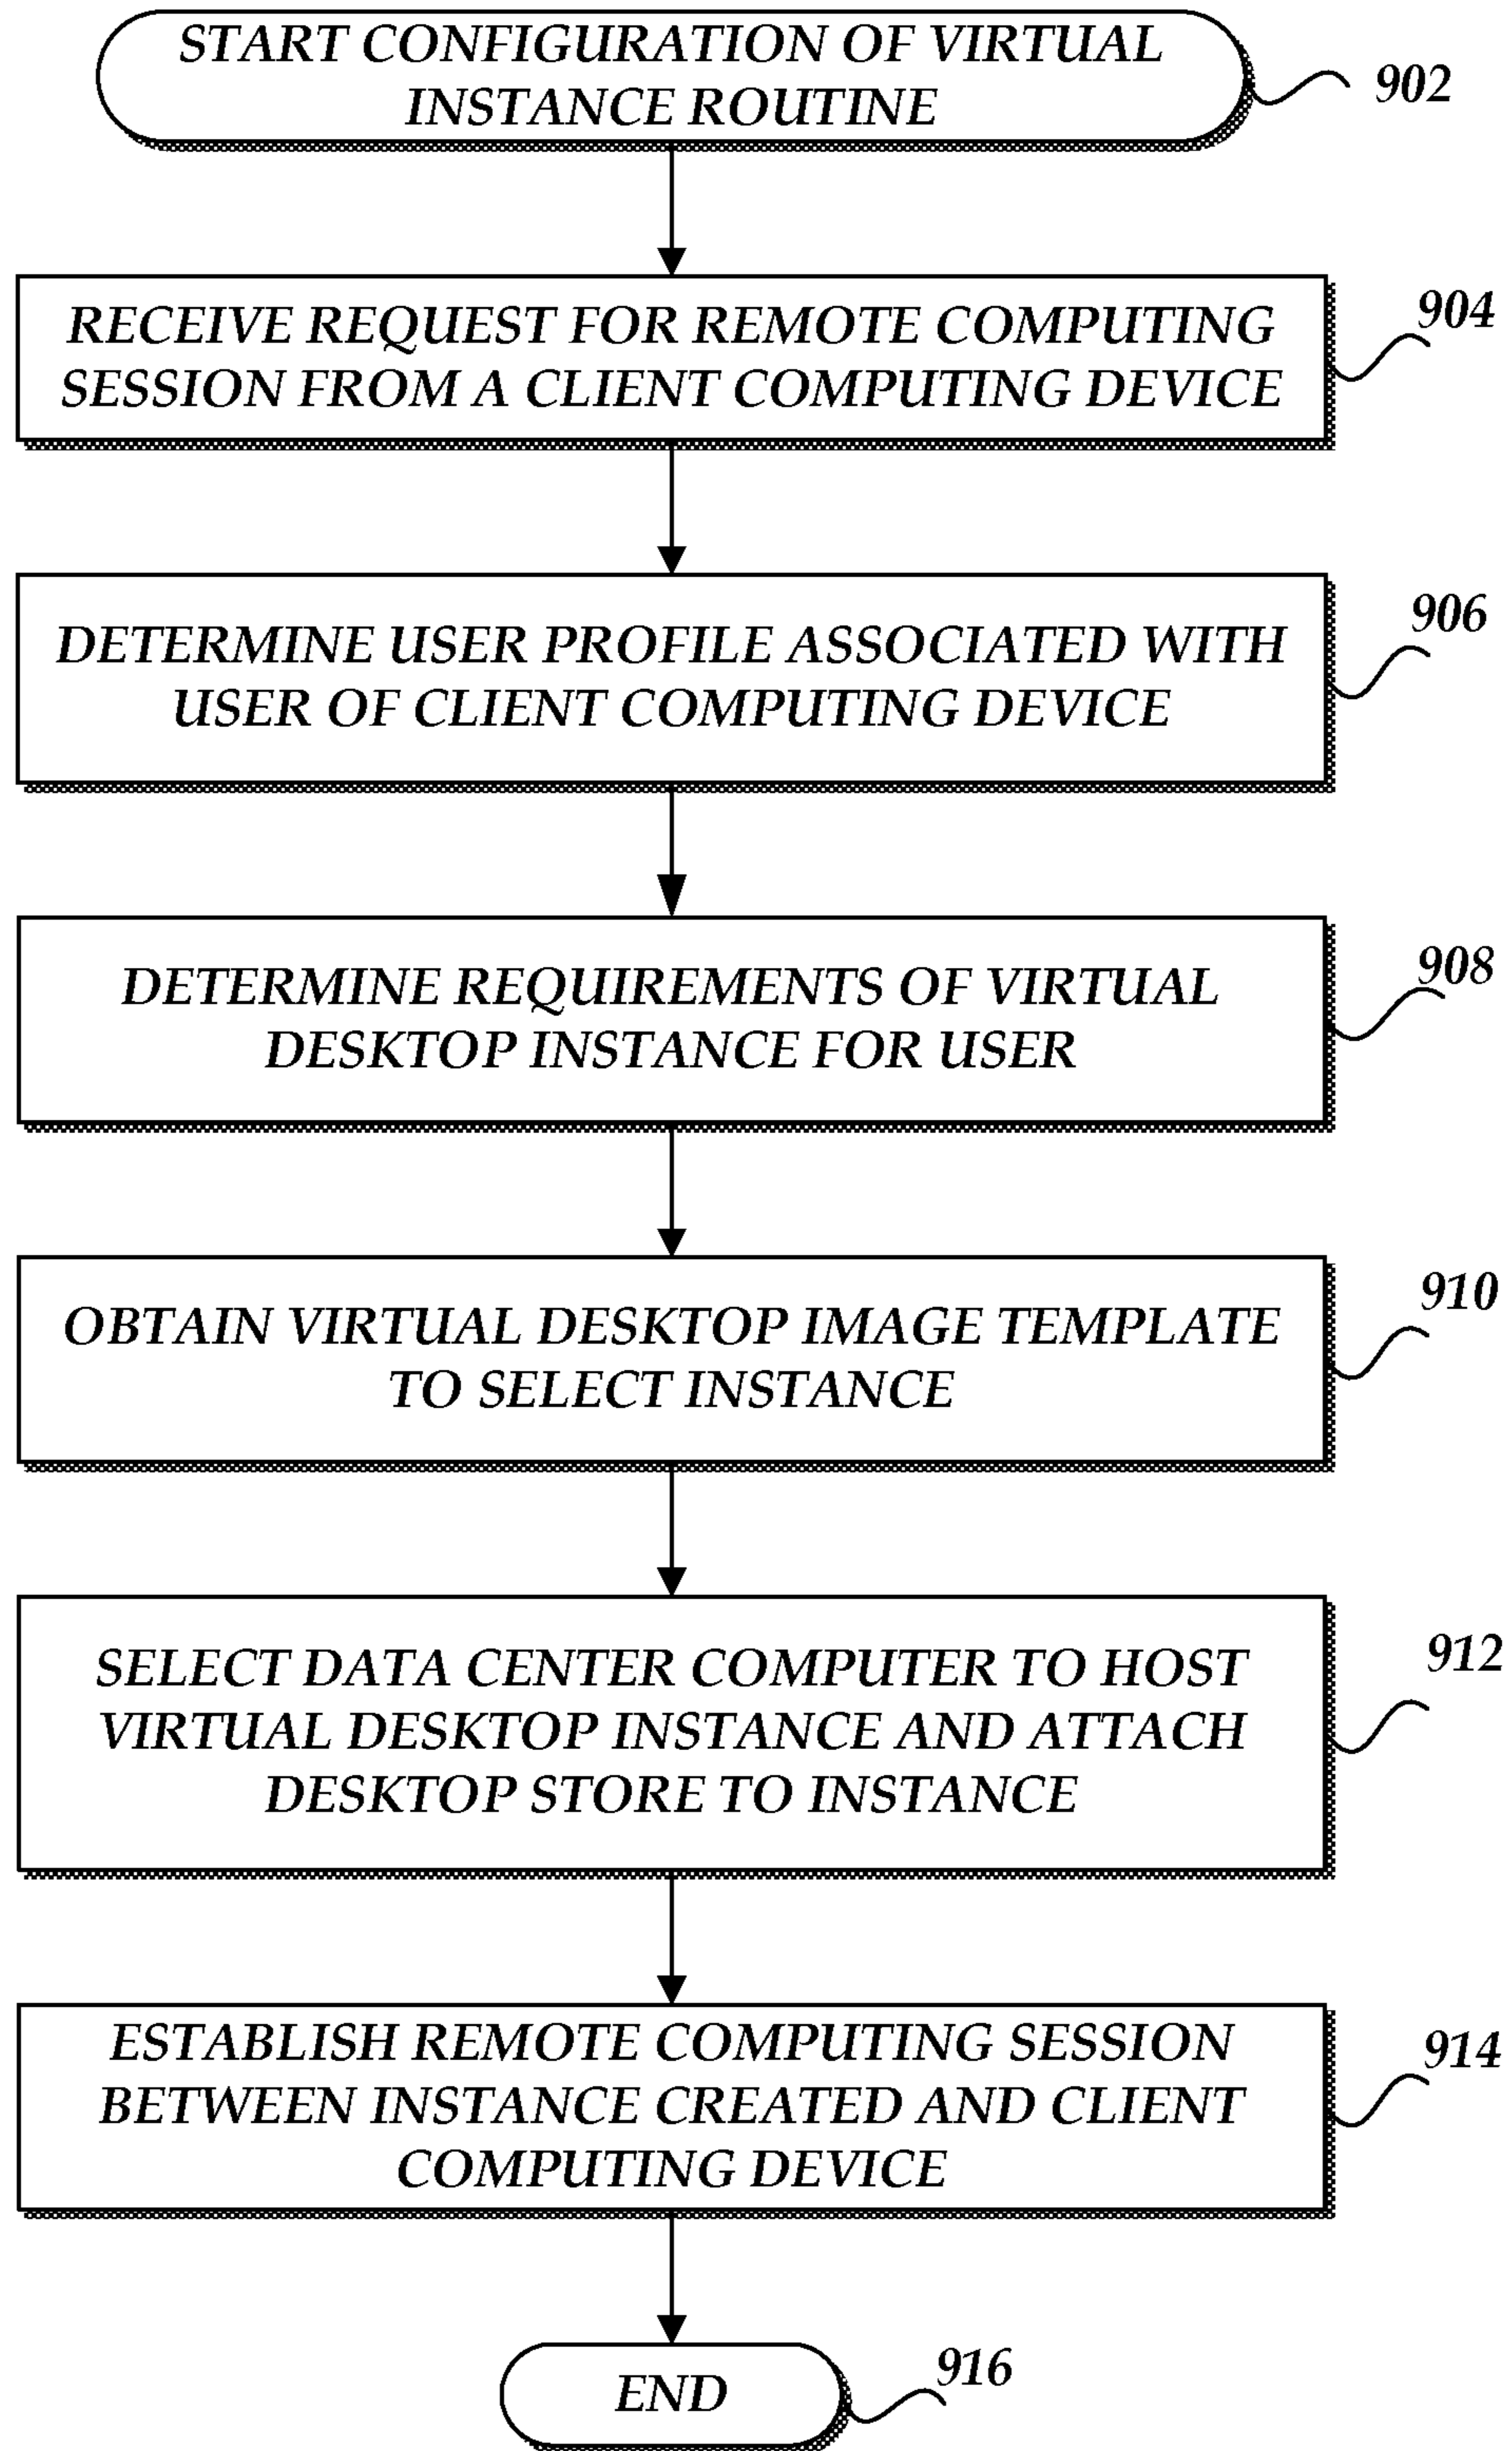 START CONFIGURATION OF VIRTUAL
INSTANCE ROUTINE
902
RECEIVE REQUEST FOR REMOTE COMPUTING
SESSION FROM A CLIENT COMPUTING DEVICE
904
DETERMINE USER PROFILE ASSOCIATED WITH
USER OF CLIENT COMPUTING DEVICE
906
DETERMINE REQUIREMENTS OF VIRTUAL
DESKTOP INSTANCE FOR USER
908
OBTAIN VIRTUAL DESKTOP IMAGE TEMPLATE
TO SELECT INSTANCE
910
SELECT DATA CENTER COMPUTER TO HOST
VIRTUAL DESKTOP INSTANCE AND ATTACH
DESKTOP STORE TO INSTANCE
912
ESTABLISH REMOTE COMPUTING SESSION
BETWEEN INSTANCE CREATED AND CLIENT
COMPUTING DEVICE
914
END
916